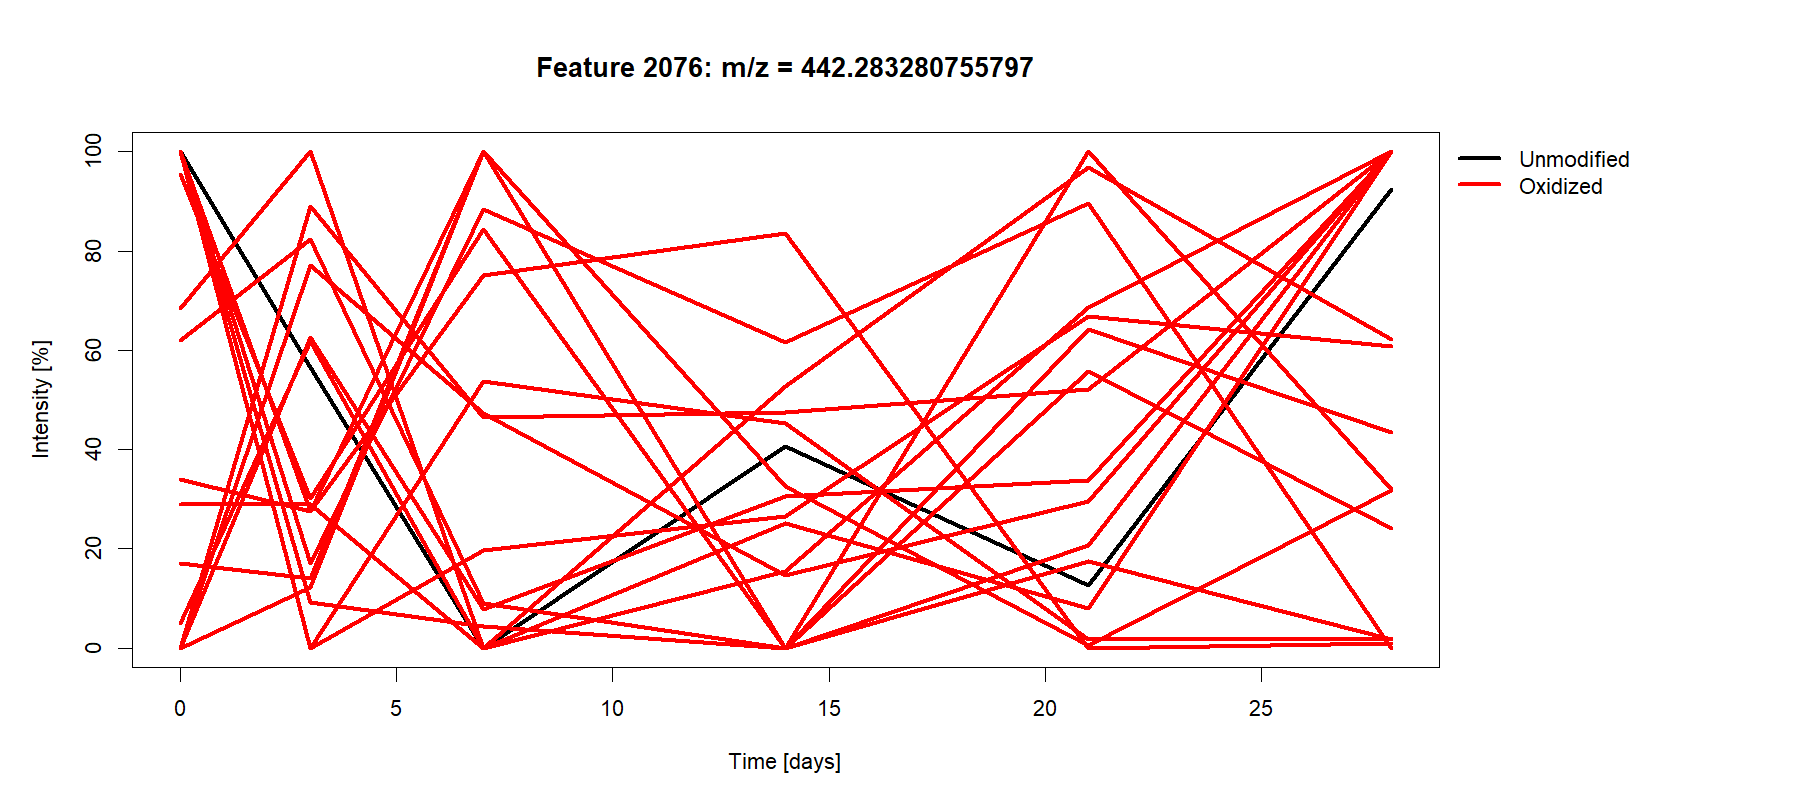 Feature 2076: m/z = 442.283280755797
Unmodified
Oxidized
Intensity [%]
100
80
60
40
20
0
0 5 10 15 20 25
Time [days]